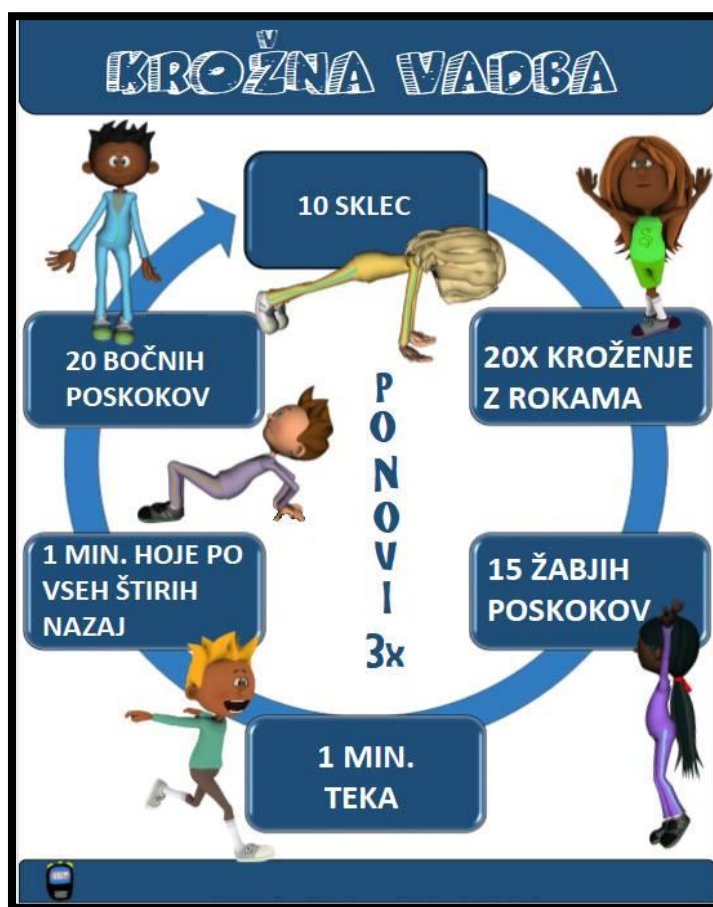 KROŽNA VADBA
10 SKLEC
20X KROŽENJE
Z ROKAMA
15 ŽABJIH
POSKOKOV
1 MIN.
TEKA
1 MIN. HOJE PO
VSEH ŠTIRIH
NAZAJ
20 BOČNIH
POSKOKOV
PONOVI
3x